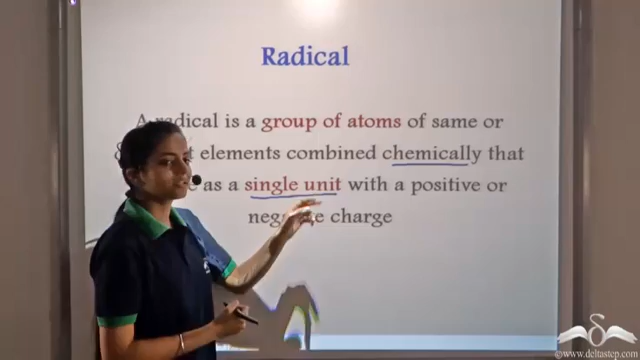 Radical
A radical is a group of atoms of same or
elements combined chemically that
as a single unit with a positive or
negative charge
©www.deltastep.com